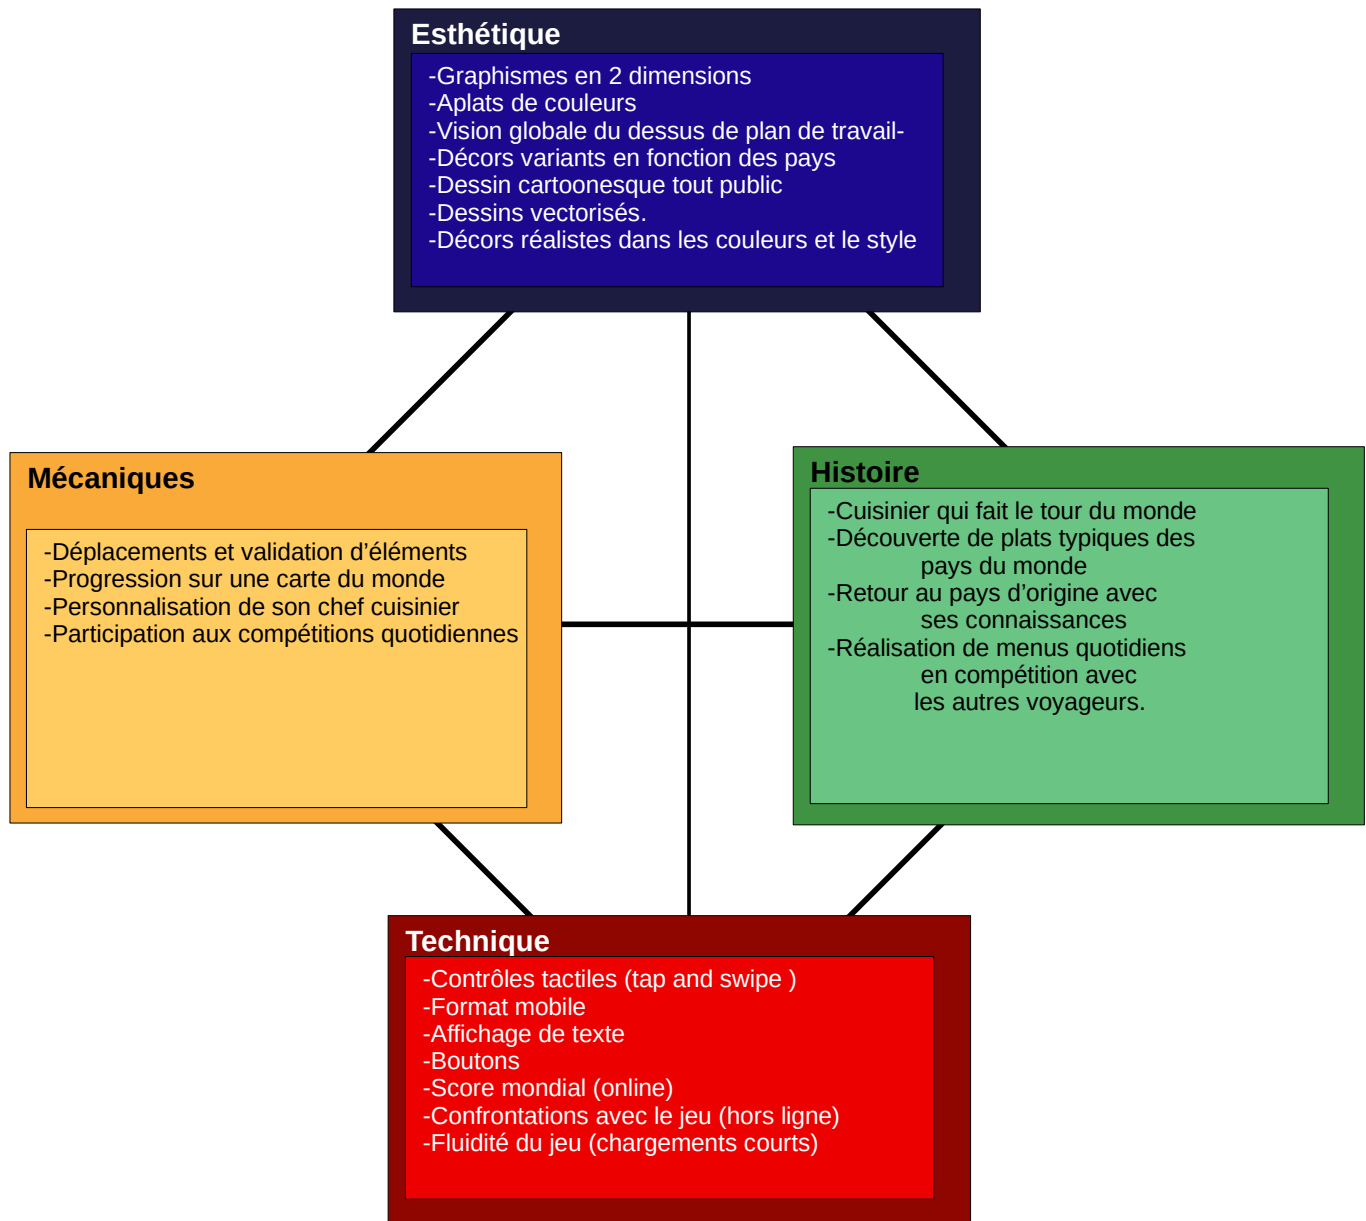 Esthétique
-Graphismes en 2 dimensions
-Aplats de couleurs
-Vision globale du dessus de plan de travail-
-Décors variants en fonction des pays
-Dessin cartoonesque tout public
-Dessins vectorisés.
-Décors réalistes dans les couleurs et le style
Mécaniques
-Déplacements et validation d’éléments
-Progression sur une carte du monde
-Personnalisation de son chef cuisinier
-Participation aux compétitions quotidiennes
Histoire
-Cuisinier qui fait le tour du monde
-Découverte de plats typiques des
pays du monde
-Retour au pays d’origine avec
ses connaissances
-Réalisation de menus quotidiens
en compétition avec
les autres voyageurs.
Technique
-Contrôles tactiles (tap and swipe )
-Format mobile
-Affichage de texte
-Boutons
-Score mondial (online)
-Confrontations avec le jeu (hors ligne)
-Fluidité du jeu (chargements courts)